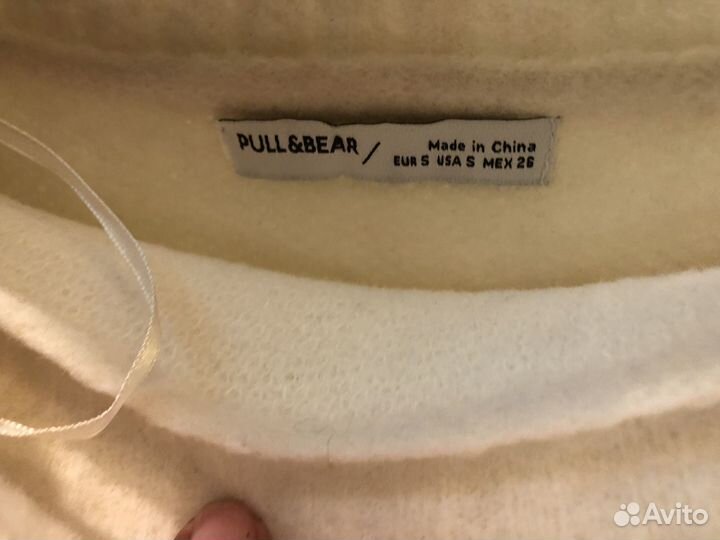 PULL&BEAR /
Made in China
EUR S USA S MEX 26
Avito